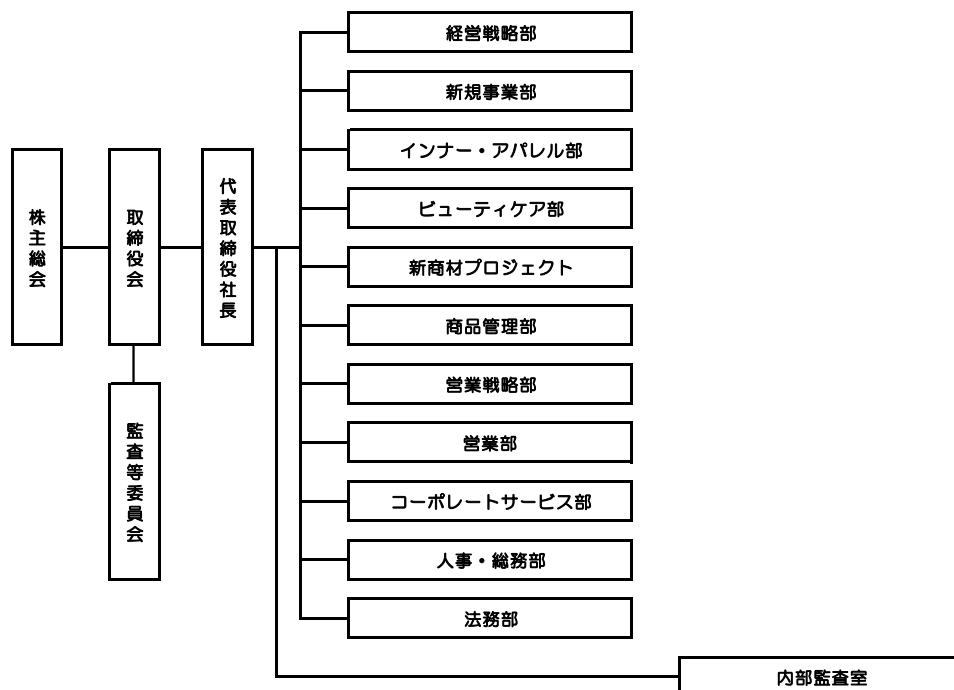 株主総会
取締役会
代表取締役社長
監査等委員会
経営戦略部
新規事業部
インナー・アパレル部
ビューティケア部
新商材プロジェクト
商品管理部
営業戦略部
営業部
コーポレートサービス部
人事・総務部
法務部
内部監査室